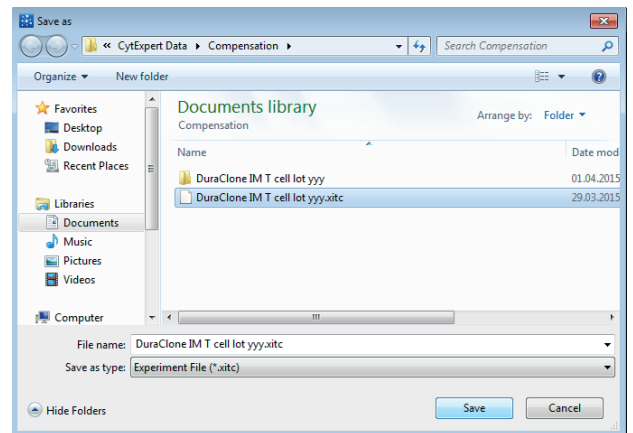 Save as
« CytExpert Data Compensation
Search Compensation
Organize New folder
Favorites
Desktop
Downloads
Recent Places
Libraries
Documents
Music
Pictures
Videos
Computer
Documents library
Compensation
Arrange by: Folder
Name Date mod
DuraClone IM T cell lot yyy 01.04.2015
DuraClone IM T cell lot yyy.xitc 29.03.2015
File name: DuraClone IM T cell lot yyy.xitc
Save as type: Experiment File (*.xitc)
Hide Folders Save Cancel